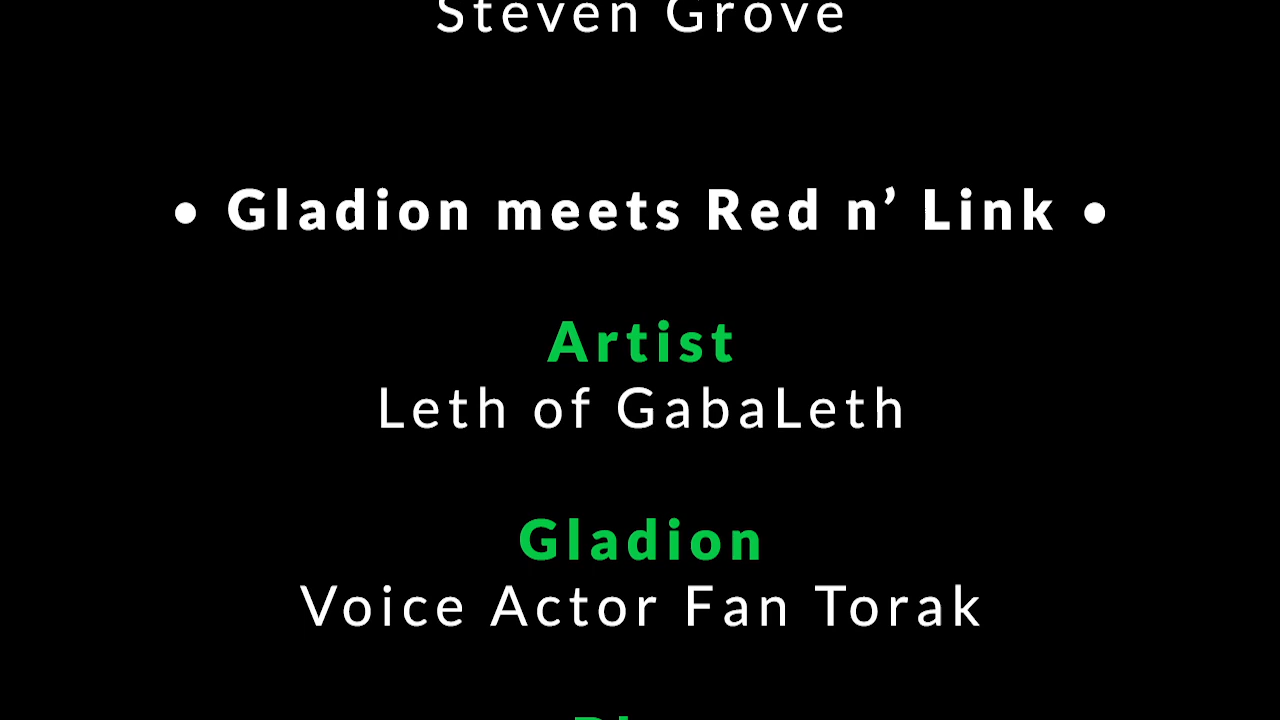 Steven Grove
• Gladion meets Red n’ Link •
Artist
Leth of GabaLeth
Gladion
Voice Actor Fan Torak